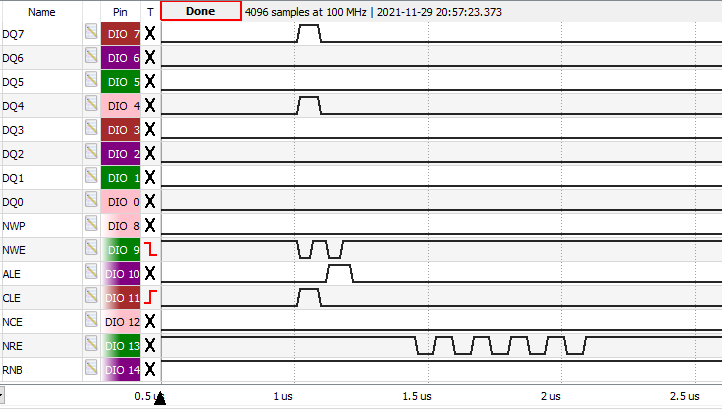 Name Pin T Done 4096 samples at 100 MHz | 2021-11-29 20:57:23.373
DQ7 DIO 7 X
DQ6 DIO 6 X
DQ5 DIO 5 X
DQ4 DIO 4 X
DQ3 DIO 3 X
DQ2 DIO 2 X
DQ1 DIO 1 X
DQ0 DIO 0 X
NWP DIO 8 X
NWE DIO 9
ALE DIO 10 X
CLE DIO 11
NCE DIO 12 X
NRE DIO 13 X
RNB DIO 14 X
0.5 us 1 us 1.5 us 2 us 2.5 us